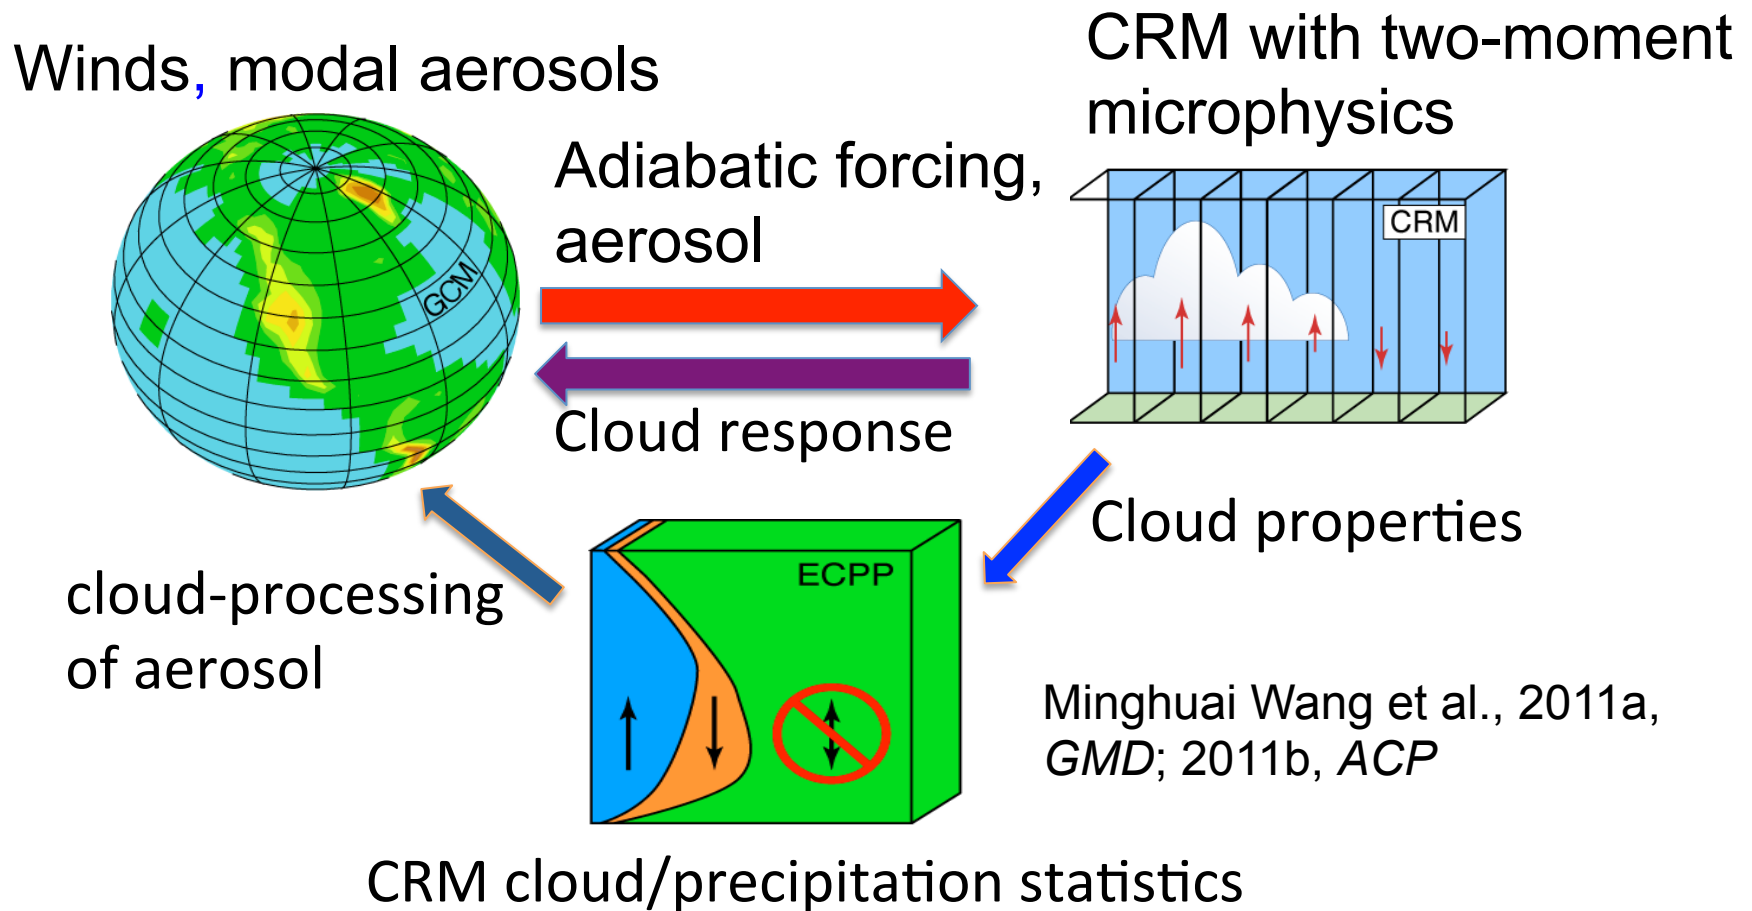 Winds, modal aerosols
CRM with two-moment
microphysics
Adiabatic forcing,
aerosol
GCM
CRM
Cloud response
Cloud properties
ECPP
cloud-processing
of aerosol
Minghuai Wang et al., 2011a,
GMD; 2011b, ACP
CRM cloud/precipitation statistics